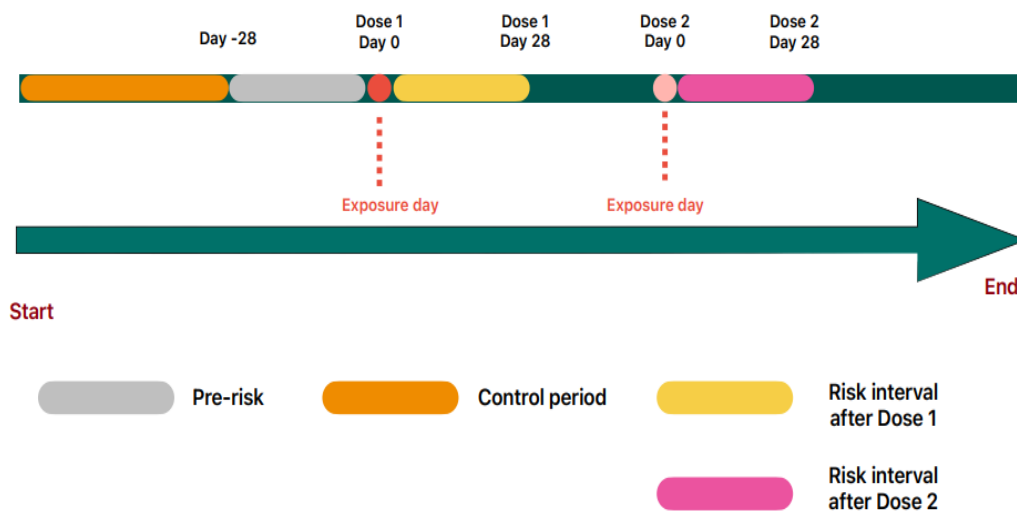 Day -28
Dose 1
Day 0
Dose 1
Day 28
Dose 2
Day 0
Dose 2
Day 28
Exposure day
Exposure day
Start
End
Pre-risk
Control period
Risk interval
after Dose 1
Risk interval
after Dose 2